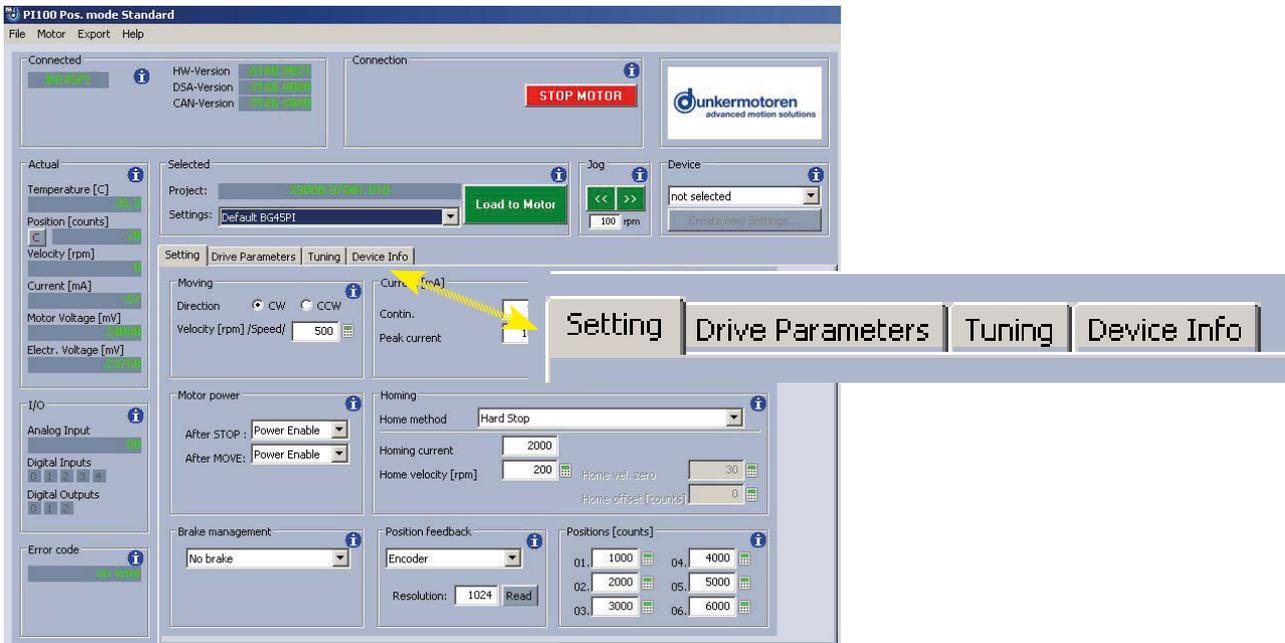 PI100 Pos. mode Standard
File Motor Export Help
Connected
BG45PI
HW-Version
DSA-Version
CAN-Version
Connection
STOP MOTOR
dunkermotoren
advanced motion solutions
Actual
Temperature [C]
Position [counts]
C
Velocity [rpm]
0
Current [mA]
Motor Voltage [mV]
Electr. Voltage [mV]
Selected
Project:
Settings: Default BG45PI
Load to Motor
Jog
<< >>
100 rpm
Device
not selected
Create new Settings...
Setting Drive Parameters Tuning Device Info
Moving
Direction CW CCW
Velocity [rpm] /Speed/ 500
Contin.
Peak current
Setting Drive Parameters Tuning Device Info
Motor power
After STOP : Power Enable
After MOVE: Power Enable
Homing
Home method Hard Stop
Homing current 2000
Home velocity [rpm] 200
Home vel. zero 30
Home offset [counts] 0
I/O
Analog Input
Digital Inputs
0 1 2 3 4
Digital Outputs
0 1 2
Brake management
No brake
Position feedback
Encoder
Resolution: 1024 Read
Positions [counts]
01. 1000 04. 4000
02. 2000 05. 5000
03. 3000 06. 6000
Error code
no error